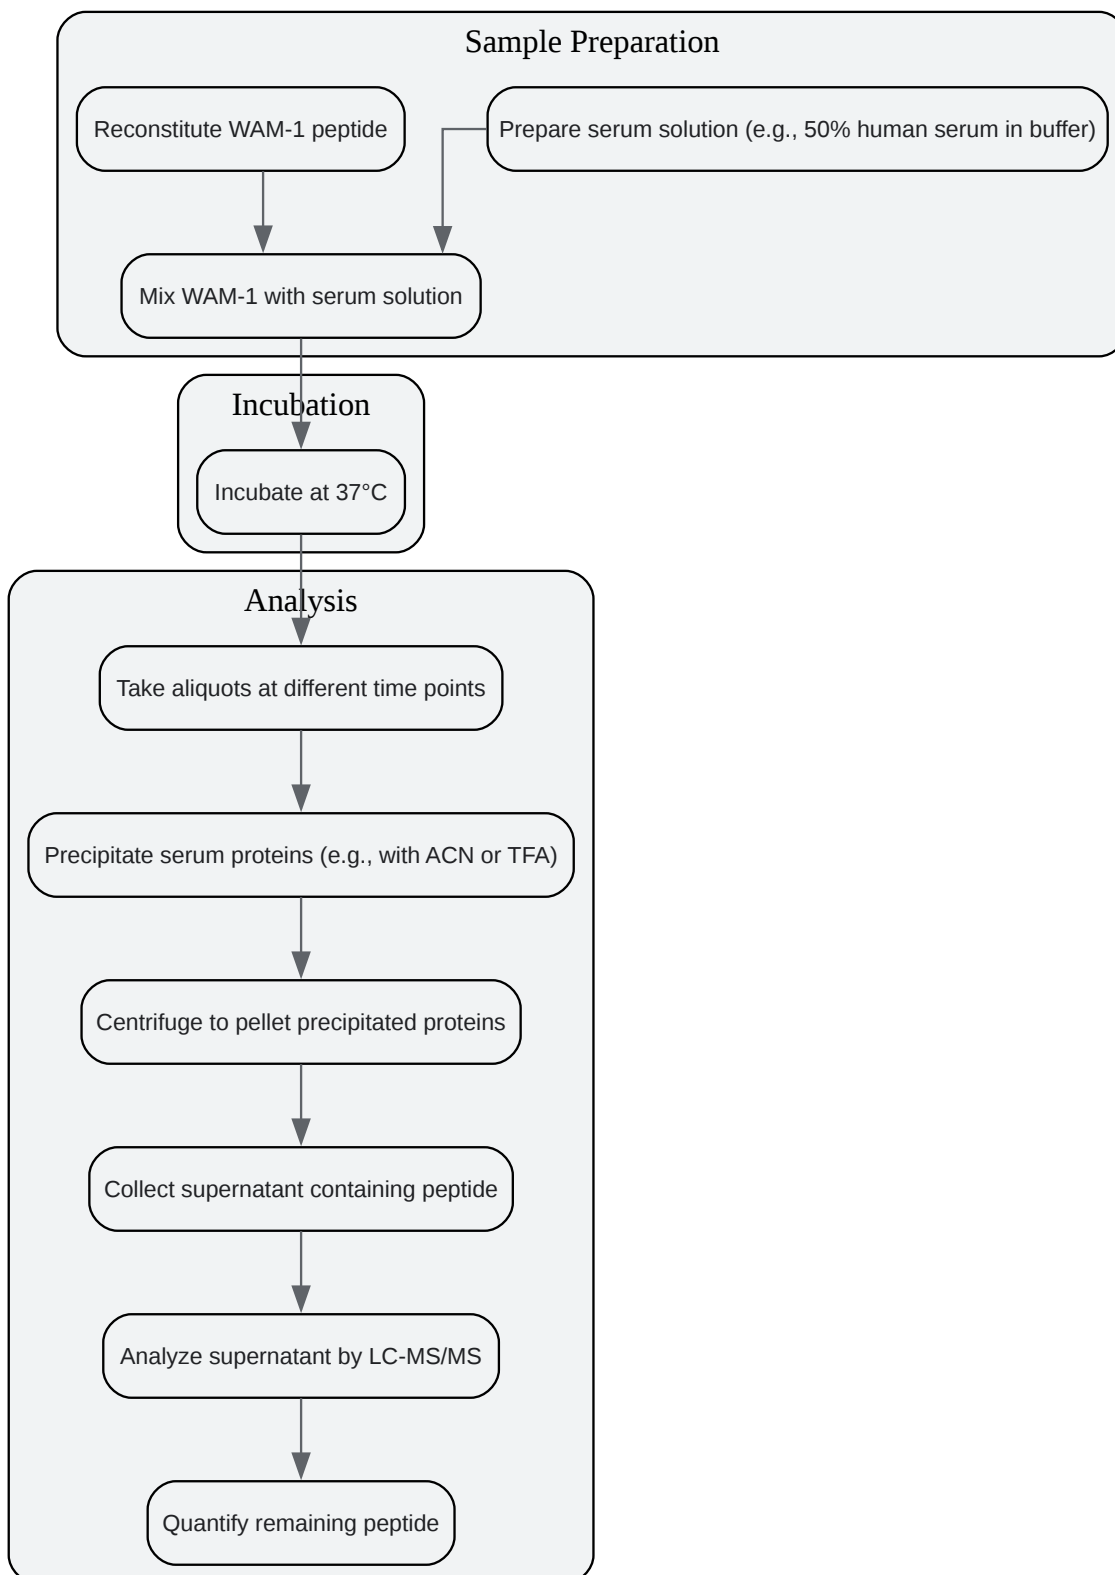 Sample Preparation
Reconstitute WAM-1 peptide
Prepare serum solution (e.g., 50% human serum in buffer)
Mix WAM-1 with serum solution
Incubation
Incubate at 37°C
Analysis
Take aliquots at different time points
Precipitate serum proteins (e.g., with ACN or TFA)
Centrifuge to pellet precipitated proteins
Collect supernatant containing peptide
Analyze supernatant by LC-MS/MS
Quantify remaining peptide